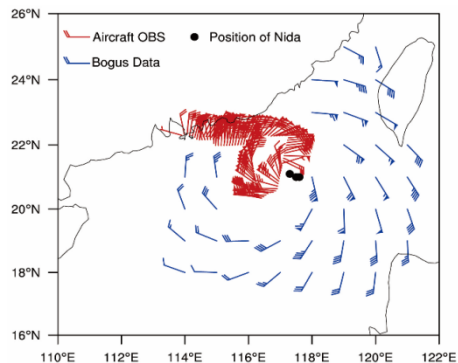 Aircraft OBS
Position of Nida
Bogus Data
26°N
24°N
22°N
20°N
18°N
16°N
110°E
112°E
114°E
116°E
118°E
120°E
122°E